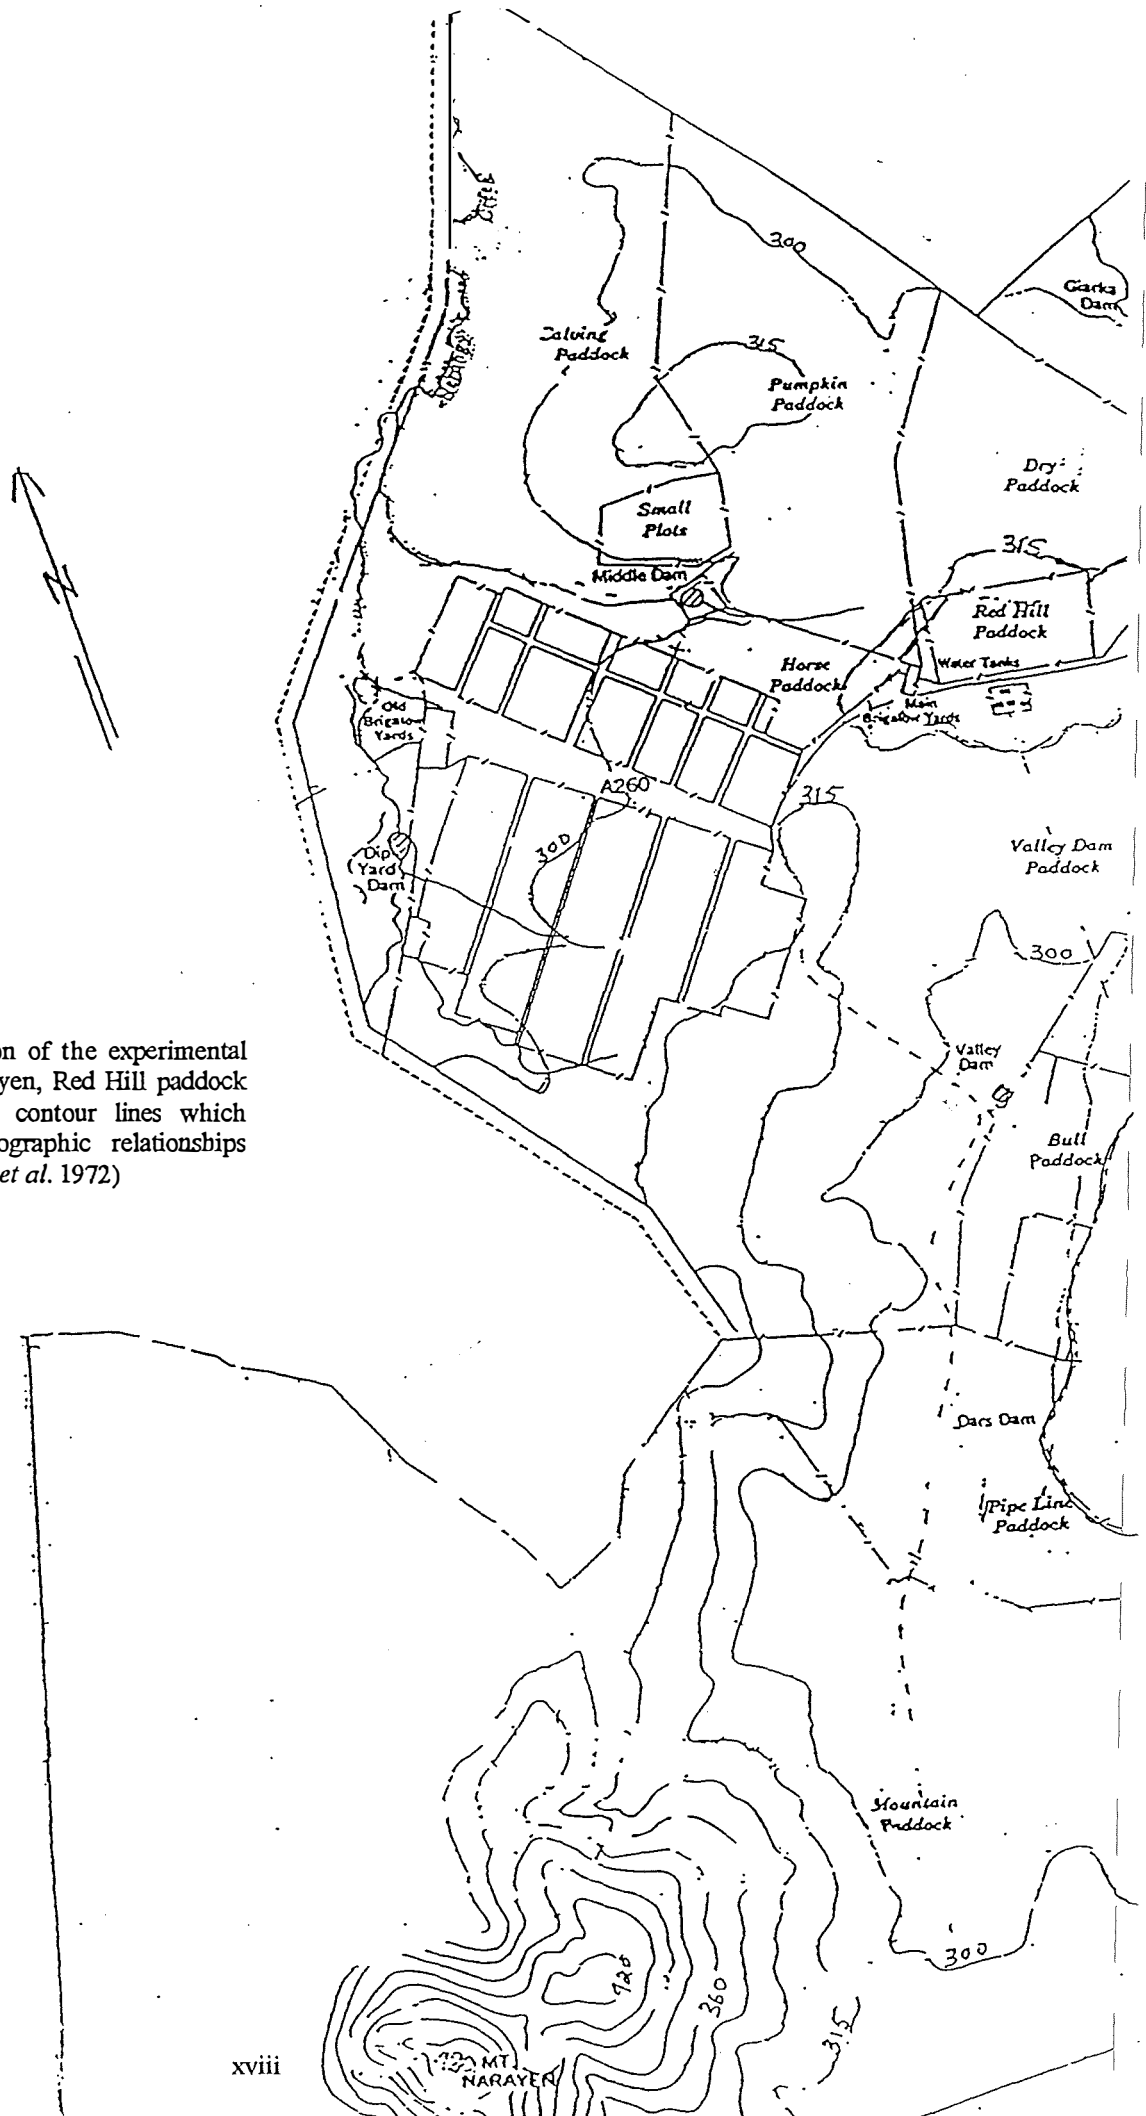 300
Giarka
Dam
Calving
Paddock
315
Pumpkin
Paddock
Dry
Paddock
Small
Plots
315
Middle Dam
Red Hill
Paddock
Horse
Paddock
Water Tanks
Old
Brigalow
Yards
Main
Brigalow Yards
A260
315
300
Dip
Yard
Dam
Valley Dam
Paddock
300
N
on of the experimental
yen, Red Hill paddock
contour lines which
ographic relationships
et al. 1972)
Valley
Dam
Bull
Paddock
Dars Dam
Pipe Line
Paddock
Mountain
Paddock
300
420
360
315
MT.
NARAYEN
xviii